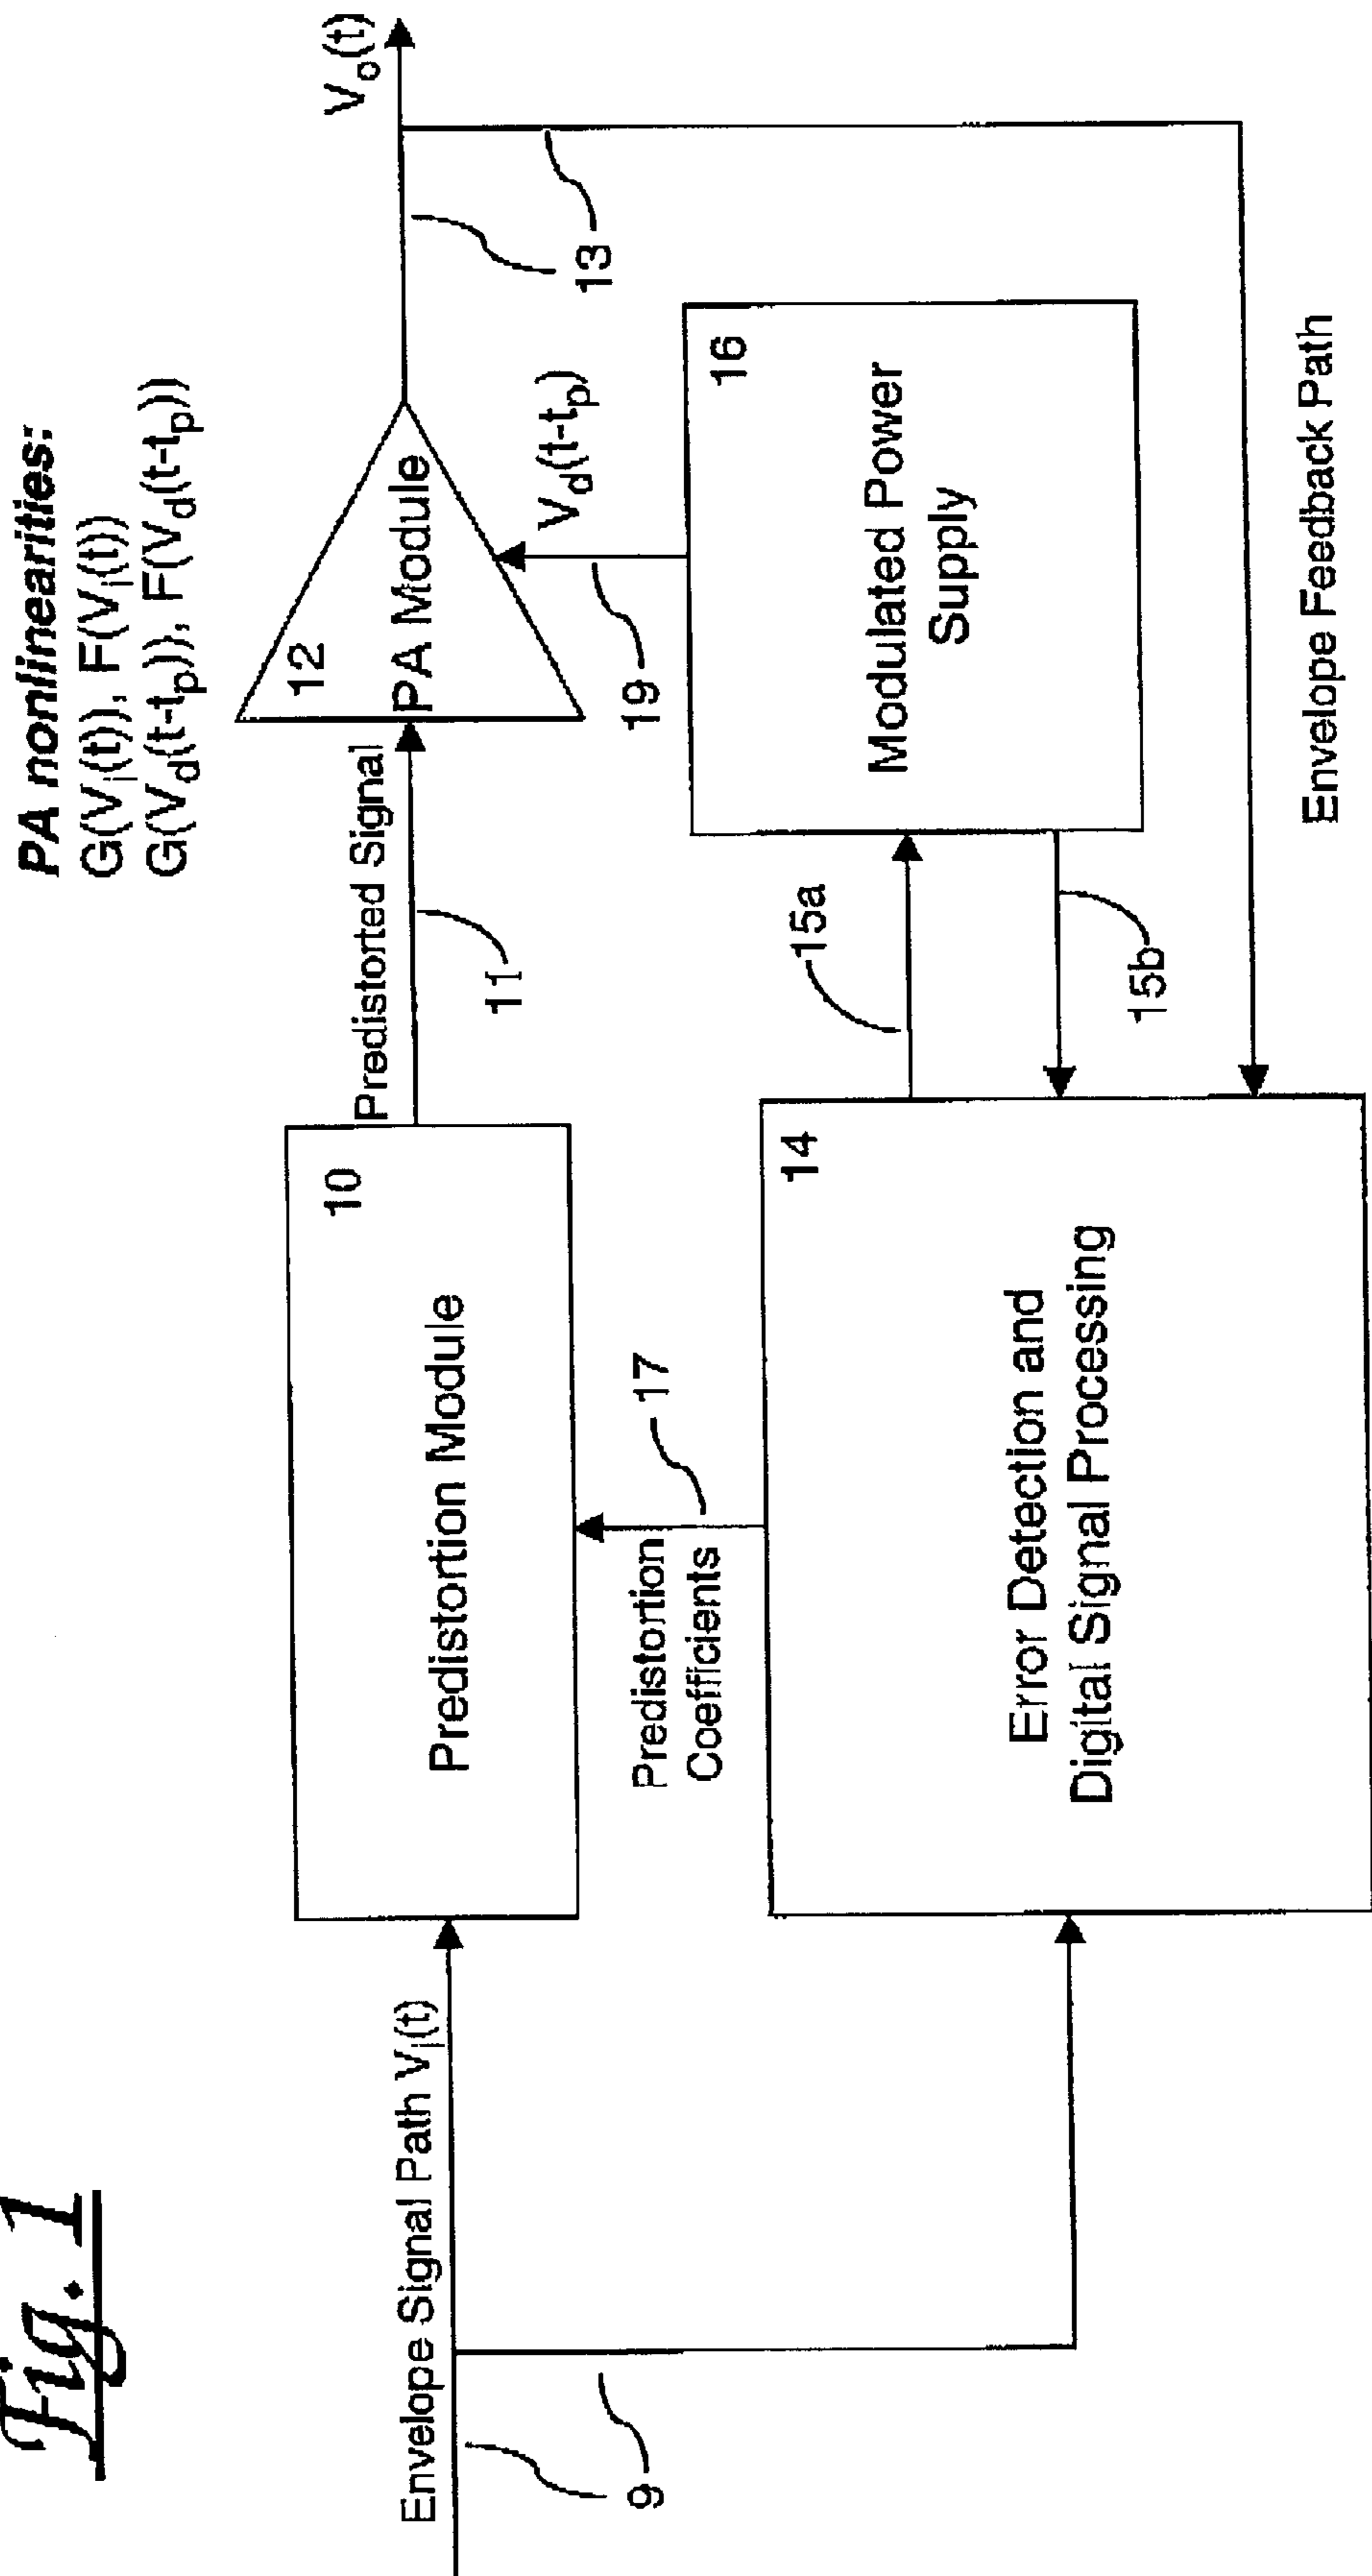 Fig. 1
PA nonlinearities:
G(Vi(t)), F(Vi(t))
G(Vd(t-tp)), F(Vd(t-tp))
Envelope Signal Path Vi(t)
9
10
Predistortion Module
Predistorted Signal
11
12
PA Module
Vo(t)
13
Predistortion
Coefficients
17
19
Vd(t-tp)
14
Error Detection and
Digital Signal Processing
15a
15b
16
Modulated Power
Supply
Envelope Feedback Path